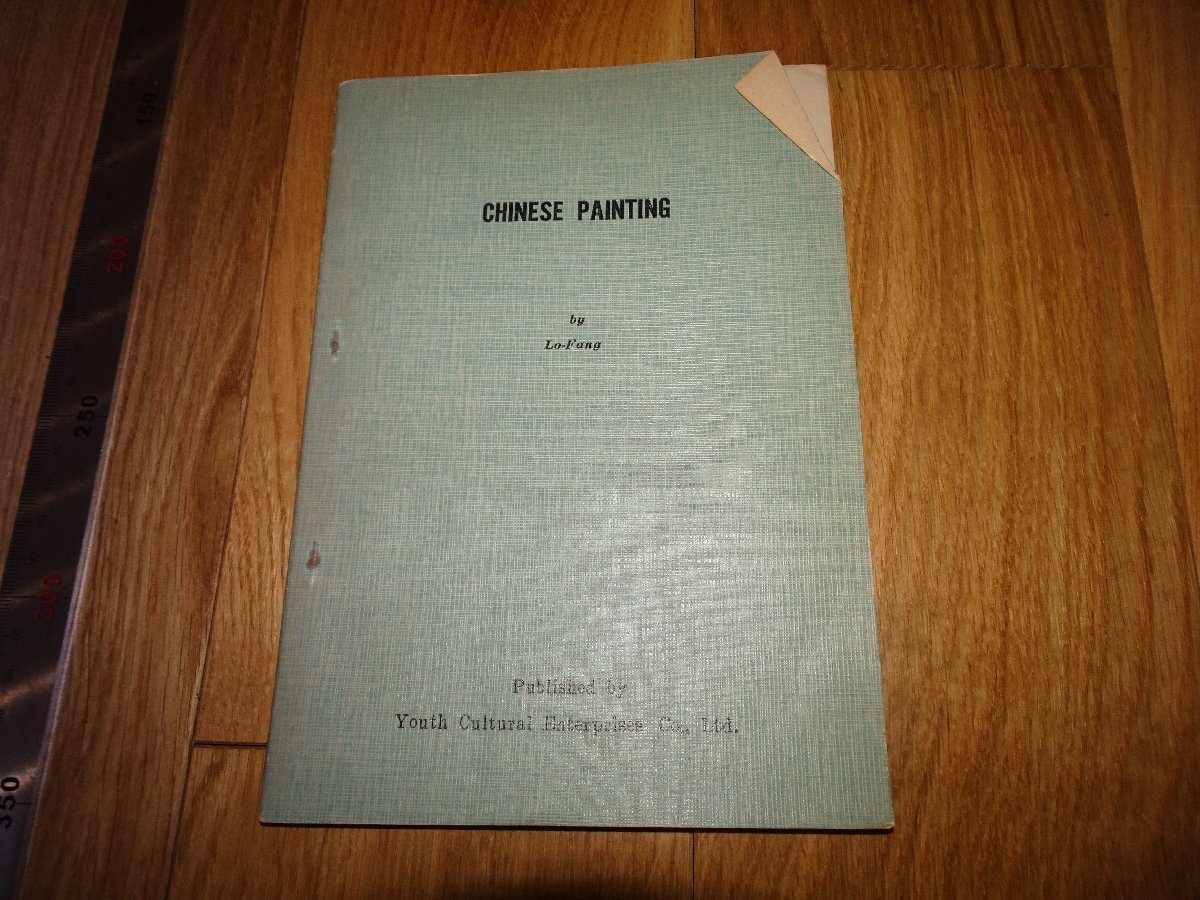 CHINESE PAINTING
by
Lo-Fang
Published by
Youth Cultural Enterprises Co., Ltd.
150
200
250
300
350